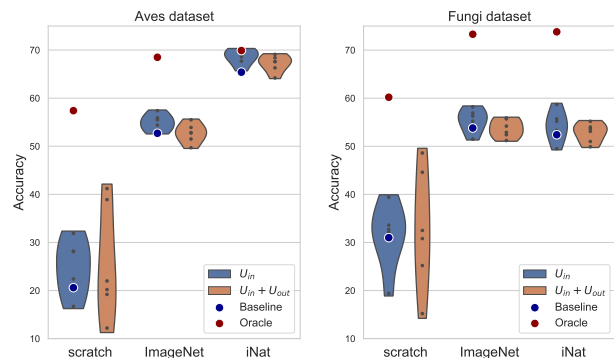 Aves dataset
Accuracy
70
60
50
40
30
20
10
scratch
ImageNet
iNat
U_in
U_in + U_out
Baseline
Oracle
Fungi dataset
Accuracy
70
60
50
40
30
20
10
scratch
ImageNet
iNat
U_in
U_in + U_out
Baseline
Oracle